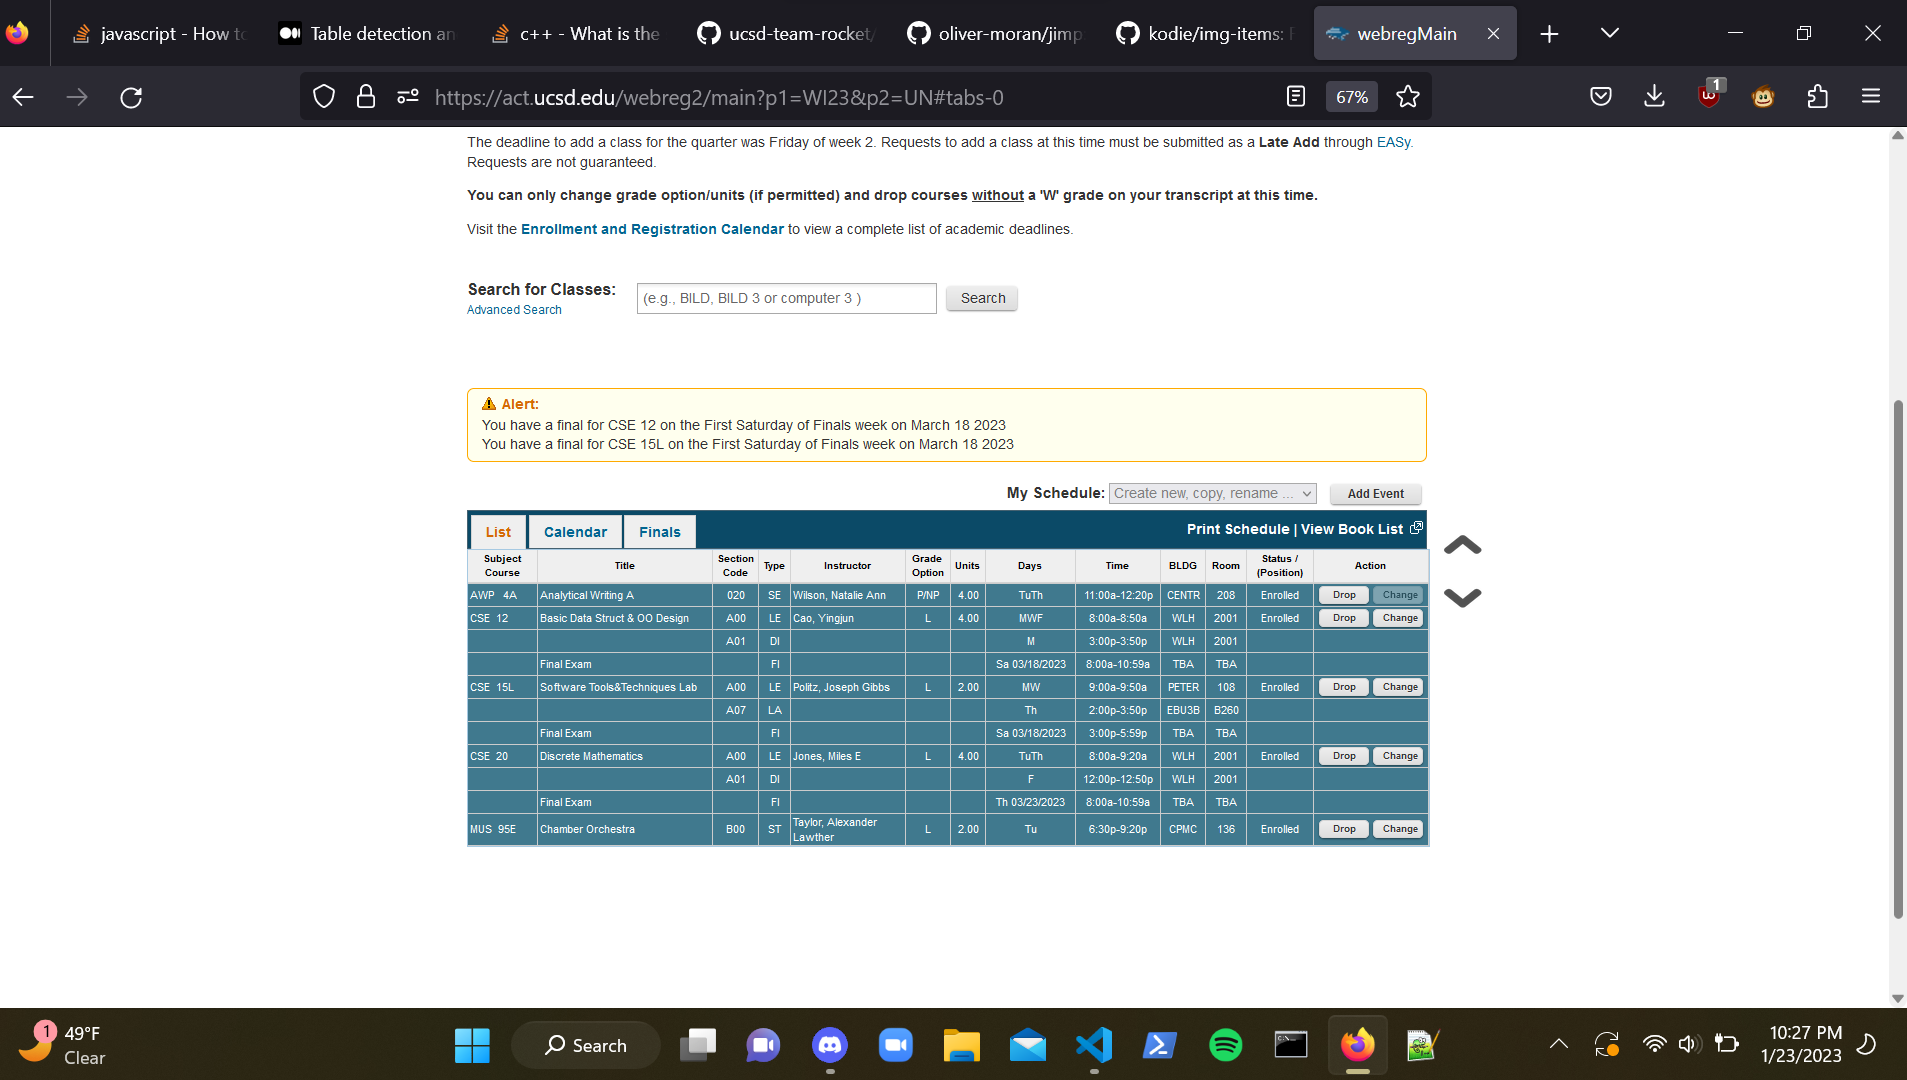 javascript - How to
Table detection an
c++ - What is the
ucsd-team-rocket/
oliver-moran/jimp
kodie/img-items: F
webregMain
https://act.ucsd.edu/webreg2/main?p1=WI23&p2=UN#tabs-0
67%
1
The deadline to add a class for the quarter was Friday of week 2. Requests to add a class at this time must be submitted as a Late Add through EASy.
Requests are not guaranteed.
You can only change grade option/units (if permitted) and drop courses without a 'W' grade on your transcript at this time.
Visit the Enrollment and Registration Calendar to view a complete list of academic deadlines.
Search for Classes:
Advanced Search
(e.g., BILD, BILD 3 or computer 3 )
Search
Alert:
You have a final for CSE 12 on the First Saturday of Finals week on March 18 2023
You have a final for CSE 15L on the First Saturday of Finals week on March 18 2023
My Schedule: Create new, copy, rename ... Add Event
List Calendar Finals Print Schedule | View Book List
Subject Course Title Section Code Type Instructor Grade Option Units Days Time BLDG Room Status / (Position) Action
AWP 4A Analytical Writing A 020 SE Wilson, Natalie Ann P/NP 4.00 TuTh 11:00a-12:20p CENTR 208 Enrolled Drop Change
CSE 12 Basic Data Struct & OO Design A00 LE Cao, Yingjun L 4.00 MWF 8:00a-8:50a WLH 2001 Enrolled Drop Change
A01 DI M 3:00p-3:50p WLH 2001
Final Exam FI Sa 03/18/2023 8:00a-10:59a TBA TBA
CSE 15L Software Tools&Techniques Lab A00 LE Politz, Joseph Gibbs L 2.00 MW 9:00a-9:50a PETER 108 Enrolled Drop Change
A07 LA Th 2:00p-3:50p EBU3B B260
Final Exam FI Sa 03/18/2023 3:00p-5:59p TBA TBA
CSE 20 Discrete Mathematics A00 LE Jones, Miles E L 4.00 TuTh 8:00a-9:20a WLH 2001 Enrolled Drop Change
A01 DI F 12:00p-12:50p WLH 2001
Final Exam FI Th 03/23/2023 8:00a-10:59a TBA TBA
MUS 95E Chamber Orchestra B00 ST Taylor, Alexander Lawther L 2.00 Tu 6:30p-9:20p CPMC 136 Enrolled Drop Change
1
49°F
Clear
Search
10:27 PM
1/23/2023